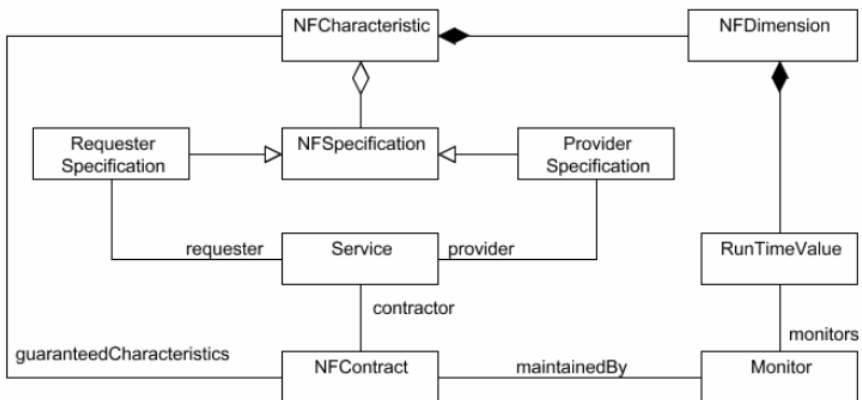 NFCharacteristic
NFDimension
Requester
Specification
NFSpecification
Provider
Specification
requester
Service
provider
RunTimeValue
contractor
monitors
guaranteedCharacteristics
NFContract
maintainedBy
Monitor